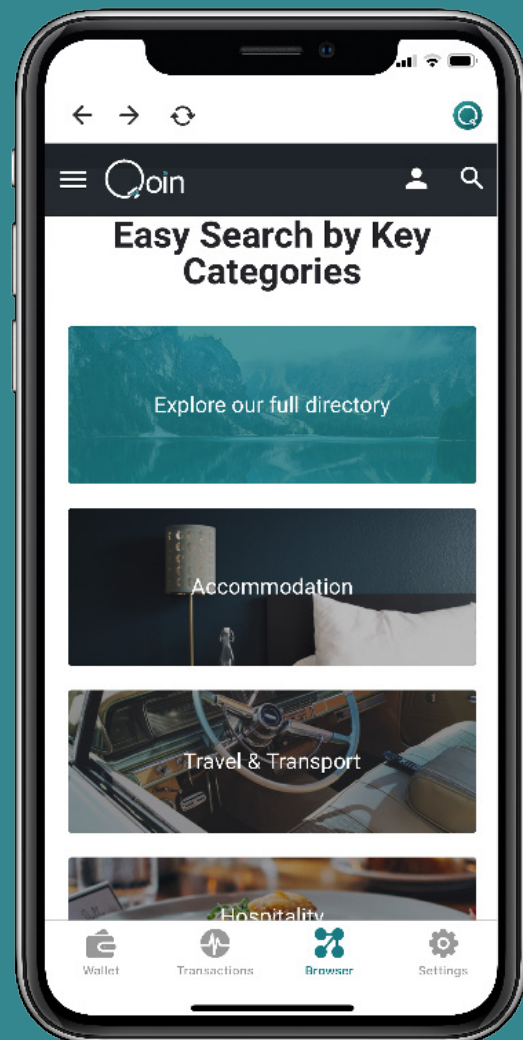 Qoin
Easy Search by Key
Categories
Explore our full directory
Accommodation
Travel & Transport
Hospitality
Wallet
Transactions
Browser
Settings